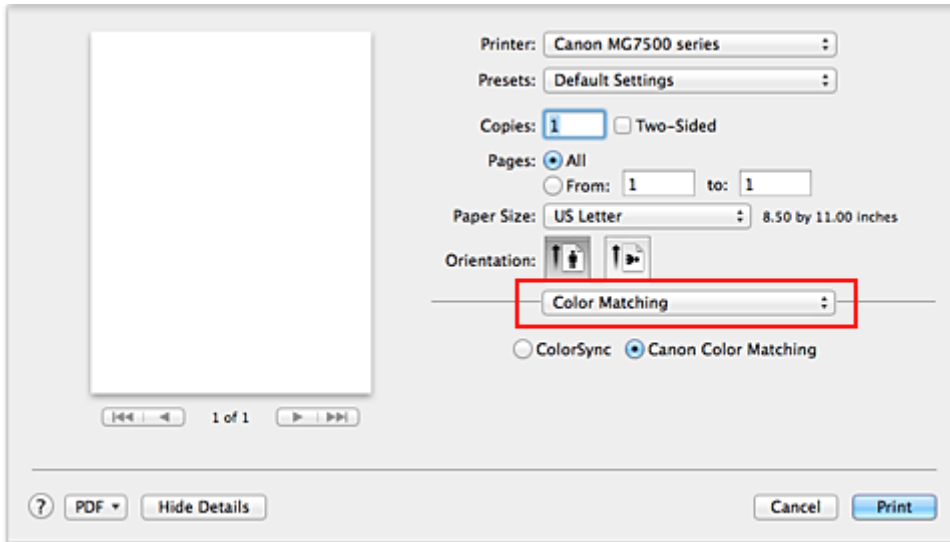 Printer: Canon MG7500 series
Presets: Default Settings
Copies: 1 Two-Sided
Pages: All
From: 1 to: 1
Paper Size: US Letter 8.50 by 11.00 inches
Orientation:
Color Matching
ColorSync Canon Color Matching
1 of 1
? PDF Hide Details Cancel Print